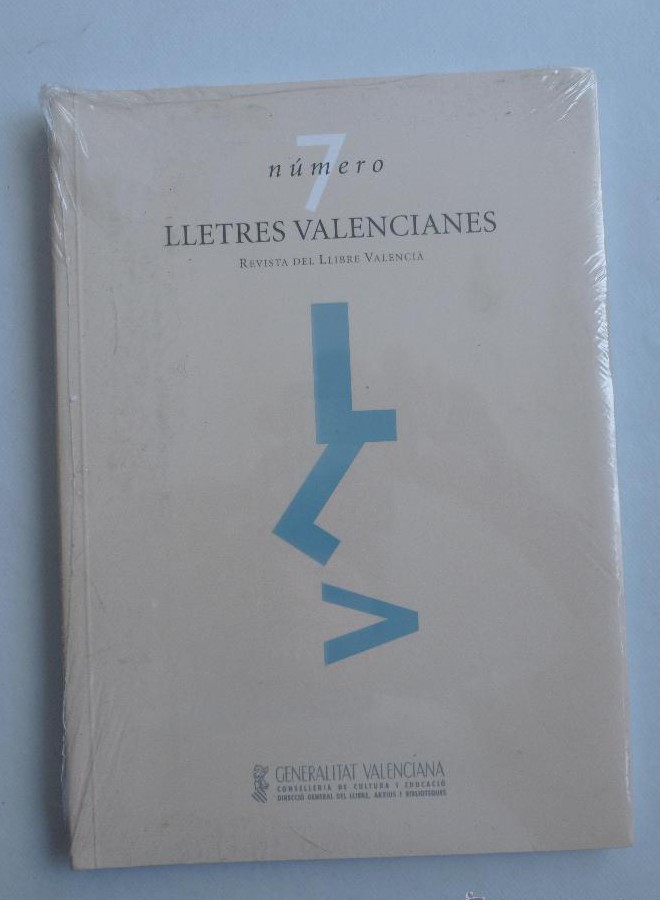 7
número
LLETRES VALENCIANES
REVISTA DEL LLIBRE VALENCIÀ
LLV
GENERALITAT VALENCIANA
CONSELLERIA DE CULTURA I EDUCACIÓ
DIRECCIÓ GENERAL DEL LLIBRE, ARXIUS I BIBLIOTEQUES